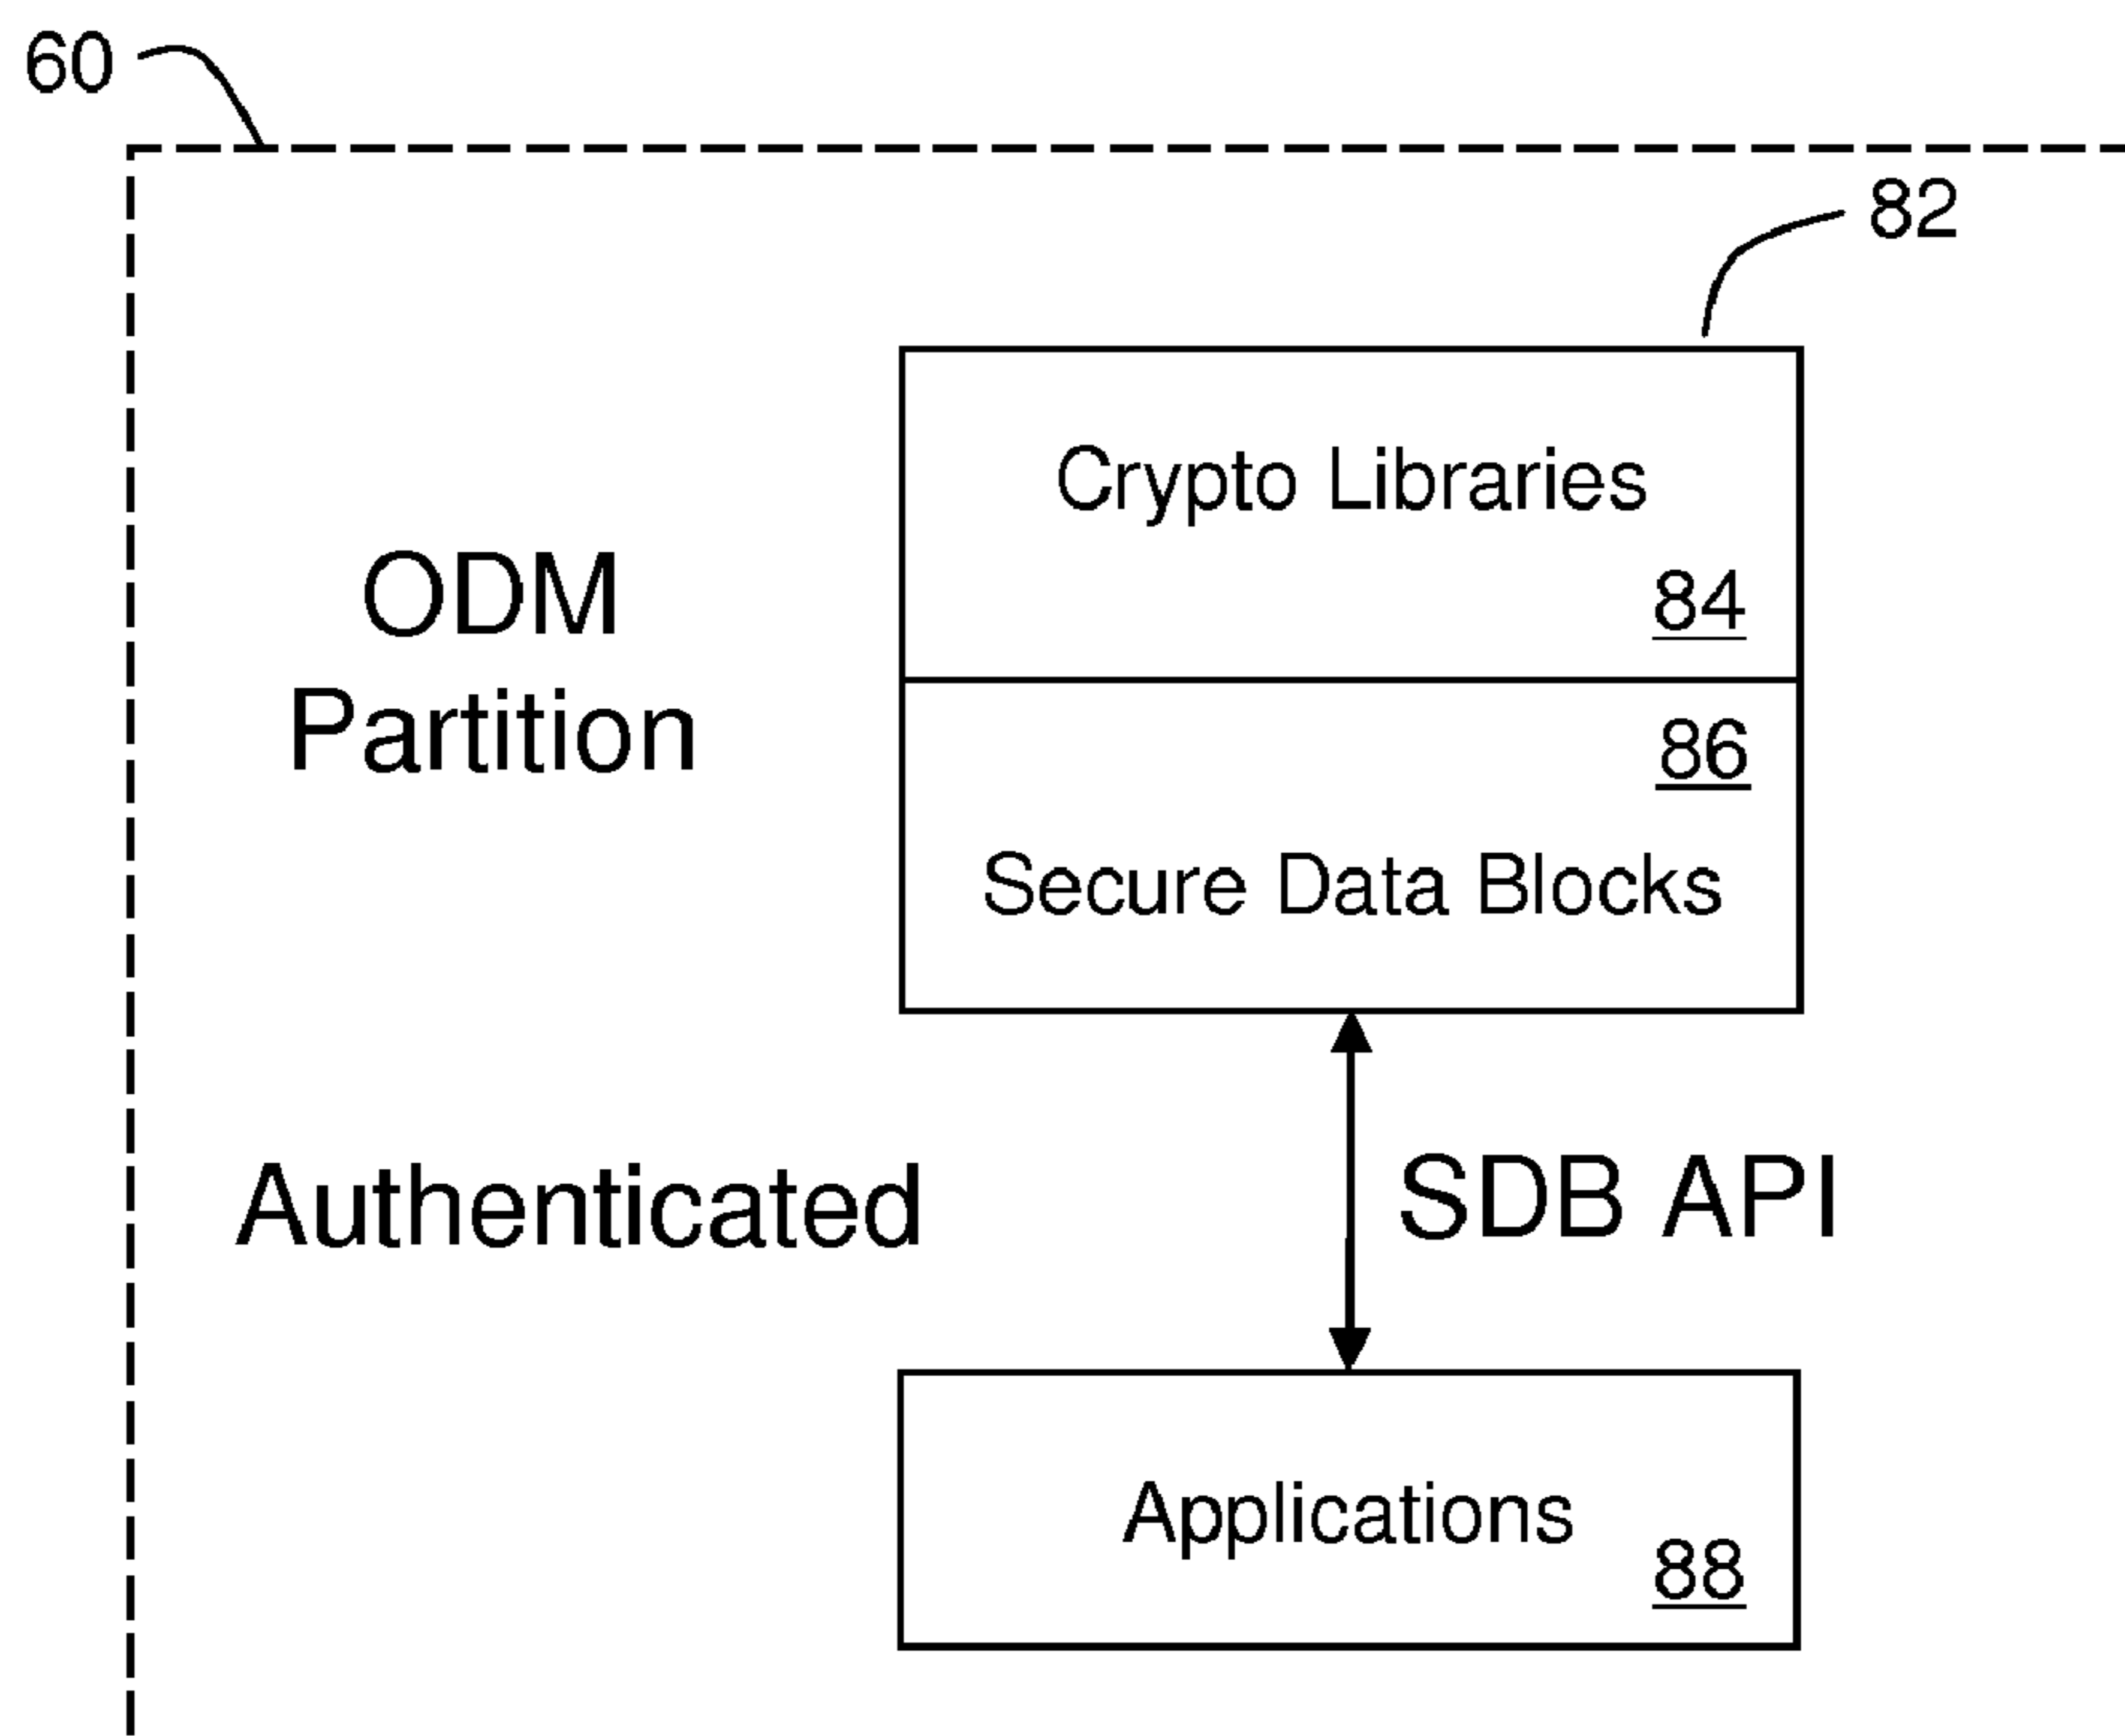 60
82
Crypto Libraries
84
ODM
Partition
86
Secure Data Blocks
Authenticated
SDB API
Applications
88